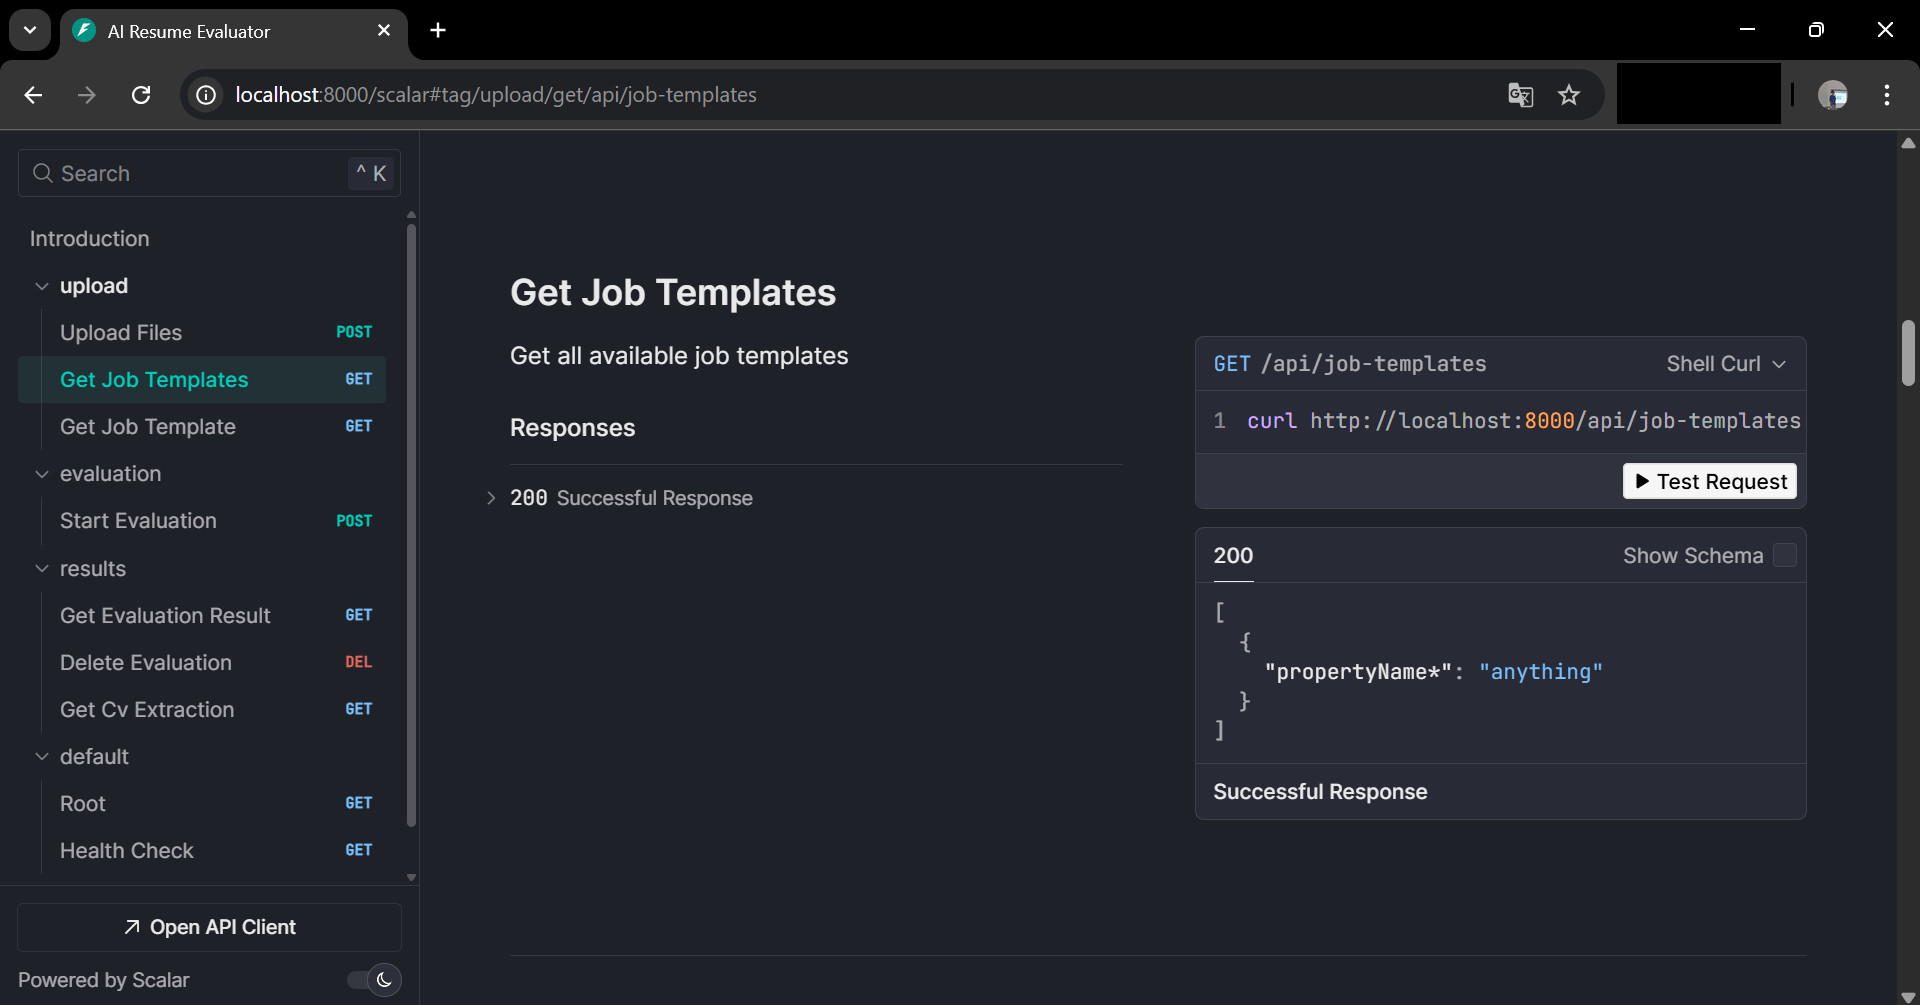 AI Resume Evaluator
localhost:8000/scalar#tag/upload/get/api/job-templates
Search
^ K
Introduction
upload
Upload Files POST
Get Job Templates GET
Get Job Template GET
evaluation
Start Evaluation POST
results
Get Evaluation Result GET
Delete Evaluation DEL
Get Cv Extraction GET
default
Root GET
Health Check GET
Open API Client
Powered by Scalar
Get Job Templates
Get all available job templates
Responses
200 Successful Response
GET /api/job-templates Shell Curl
1 curl http://localhost:8000/api/job-templates
Test Request
200 Show Schema
[
{
"propertyName*": "anything"
}
]
Successful Response